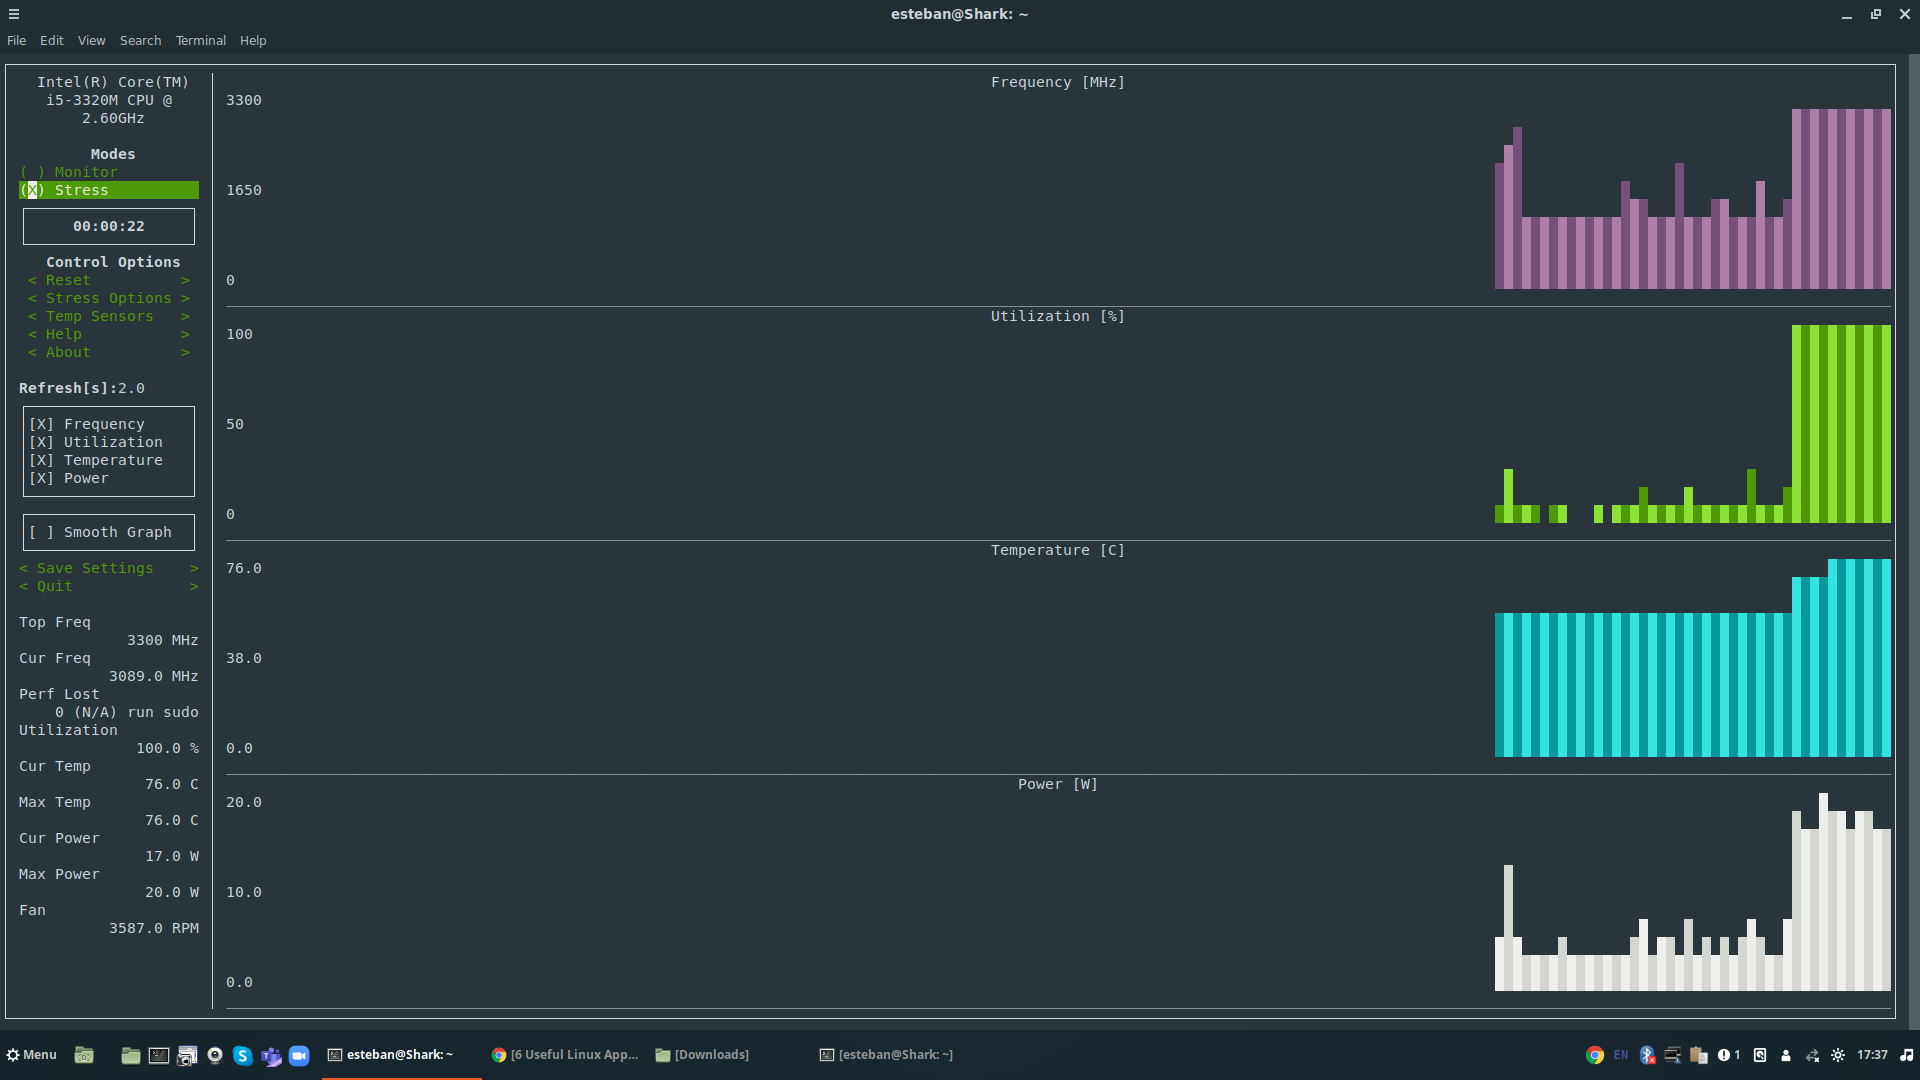 esteban@Shark: ~
File Edit View Search Terminal Help
Intel(R) Core(TM)
i5-3320M CPU @
2.60GHz
Modes
( ) Monitor
(X) Stress
00:00:22
Control Options
< Reset >
< Stress Options >
< Temp Sensors >
< Help >
< About >
Refresh[s]:2.0
[X] Frequency
[X] Utilization
[X] Temperature
[X] Power
[ ] Smooth Graph
< Save Settings >
< Quit >
Top Freq
3300 MHz
Cur Freq
3089.0 MHz
Perf Lost
0 (N/A) run sudo
Utilization
100.0 %
Cur Temp
76.0 C
Max Temp
76.0 C
Cur Power
17.0 W
Max Power
20.0 W
Fan
3587.0 RPM
Frequency [MHz]
3300
1650
0
Utilization [%]
100
50
0
Temperature [C]
76.0
38.0
0.0
Power [W]
20.0
10.0
0.0
Menu
esteban@Shark: ~
[6 Useful Linux App...
[Downloads]
[esteban@Shark: ~]
EN
1
17:37